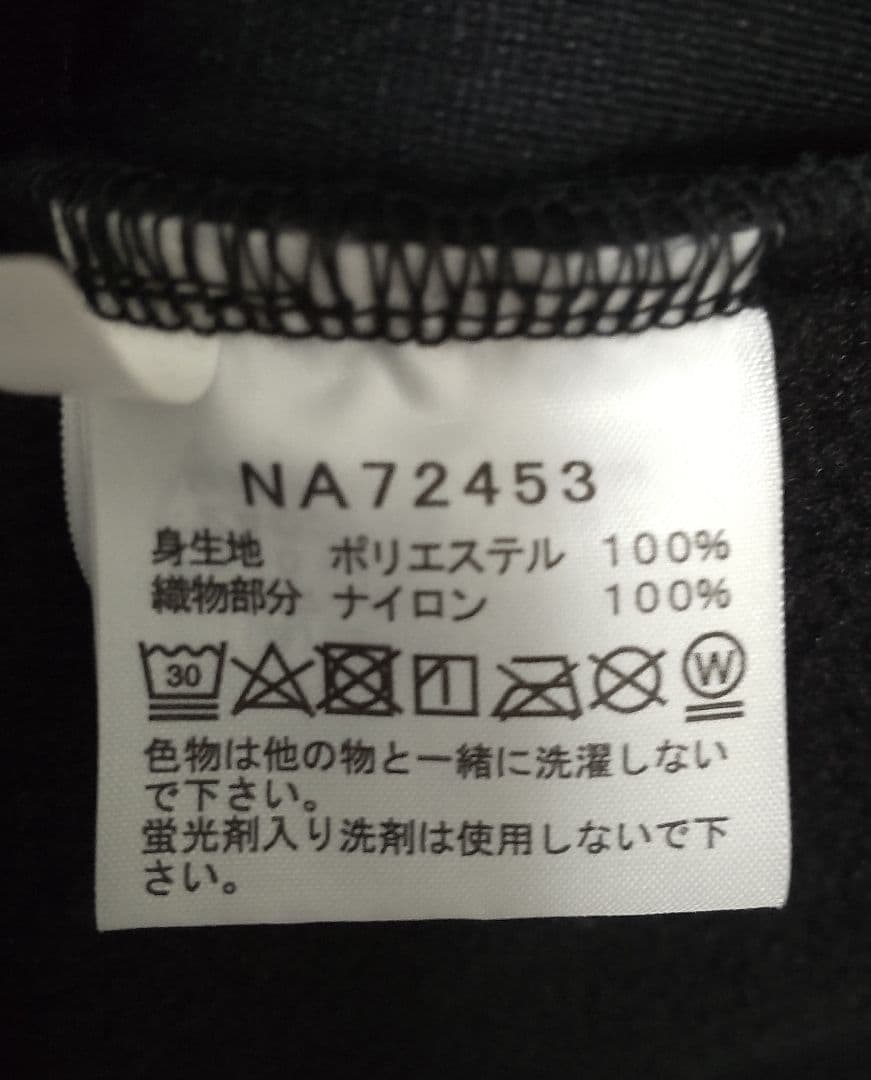 NA72453
身生地 ポリエステル 100%
織物部分 ナイロン 100%
30 W
色物は他の物と一緒に洗濯しない
で下さい。
蛍光剤入り洗剤は使用しないで下
さい。